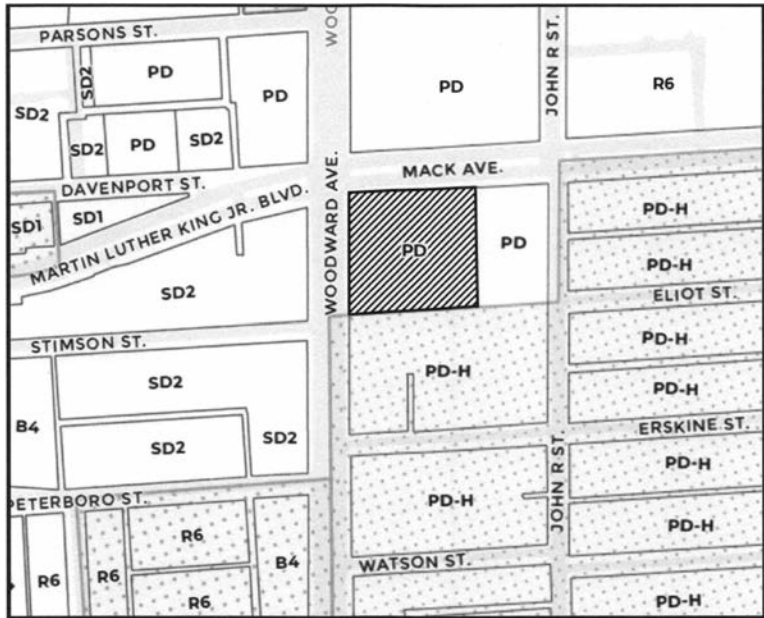 PARSONS ST.
WOO
JOHN R ST.
SD2
PD
PD
PD
R6
SD2
SD2
PD
SD2
MACK AVE.
DAVENPORT ST.
WOODWARD AVE.
SD1
SD1
MARTIN LUTHER KING JR. BLVD.
PD
PD
PD-H
PD-H
SD2
ELIOT ST.
STIMSON ST.
PD-H
PD-H
SD2
PD-H
B4
SD2
SD2
ERSKINE ST.
JOHN R ST.
PD-H
PETERBORO ST.
PD-H
R6
B4
PD-H
WATSON ST.
R6
R6
R6
PD-H